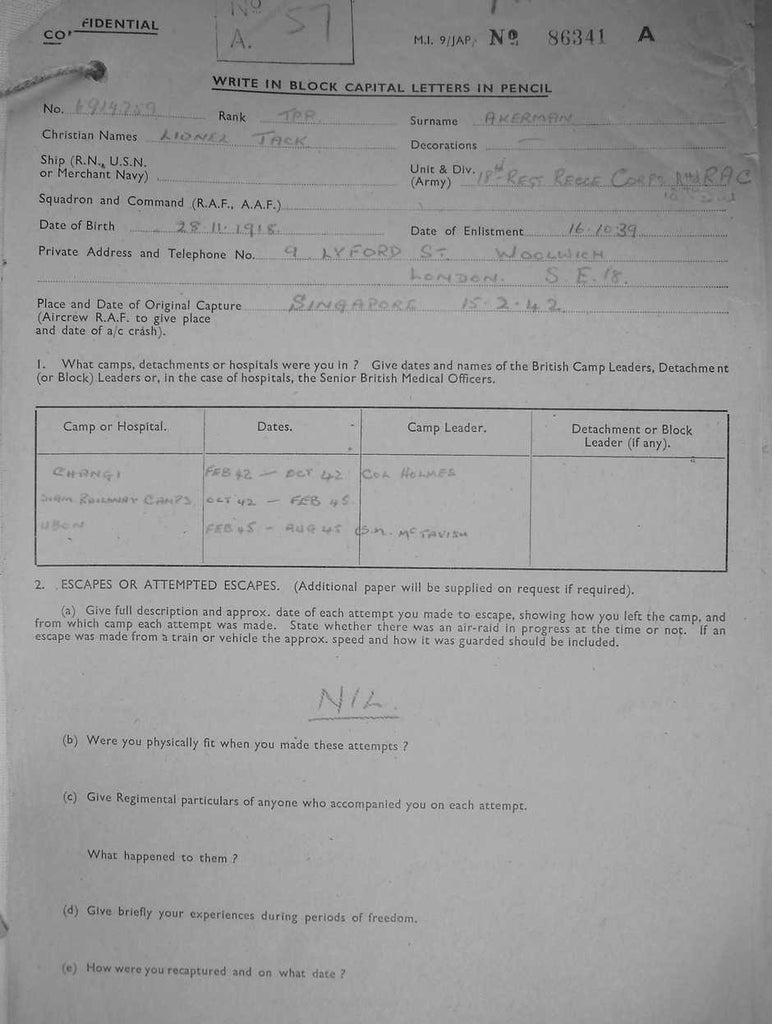 CO FIDENTIAL
No
A. 57
M.I. 9/JAP. No 86341 A
WRITE IN BLOCK CAPITAL LETTERS IN PENCIL
No. Rank TPR Surname AKERMAN
Christian Names LIONEL JACK Decorations —
Ship (R.N., U.S.N. or Merchant Navy)
Unit & Div. (Army) 18th REGT RECCE CORPS RAC
Squadron and Command (R.A.F., A.A.F.)
Date of Birth 28.11.1918 Date of Enlistment 16.10.39
Private Address and Telephone No. 9 LYFORD ST. WOOLWICH
LONDON. S.E.18.
Place and Date of Original Capture SINGAPORE 15.2.42
(Aircrew R.A.F. to give place
and date of a/c crash).
1. What camps, detachments or hospitals were you in ? Give dates and names of the British Camp Leaders, Detachment
(or Block) Leaders or, in the case of hospitals, the Senior British Medical Officers.
Camp or Hospital. Dates. Camp Leader. Detachment or Block Leader (if any).
CHANGI FEB 42 — OCT 42 COL HOLMES
SIAM RAILWAY CAMPS OCT 42 — FEB 45
UBON FEB 45 - AUG 45 S.M. McTAVISH
2. ESCAPES OR ATTEMPTED ESCAPES. (Additional paper will be supplied on request if required).
(a) Give full description and approx. date of each attempt you made to escape, showing how you left the camp, and
from which camp each attempt was made. State whether there was an air-raid in progress at the time or not. If an
escape was made from a train or vehicle the approx. speed and how it was guarded should be included.
NIL.
(b) Were you physically fit when you made these attempts ?
(c) Give Regimental particulars of anyone who accompanied you on each attempt.
What happened to them ?
(d) Give briefly your experiences during periods of freedom.
(e) How were you recaptured and on what date ?